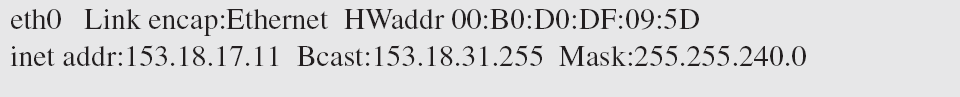 eth0   Link encap:Ethernet  HWaddr 00:B0:D0:DF:09:5D
inet addr:153.18.17.11  Bcast:153.18.31.255  Mask:255.255.240.0